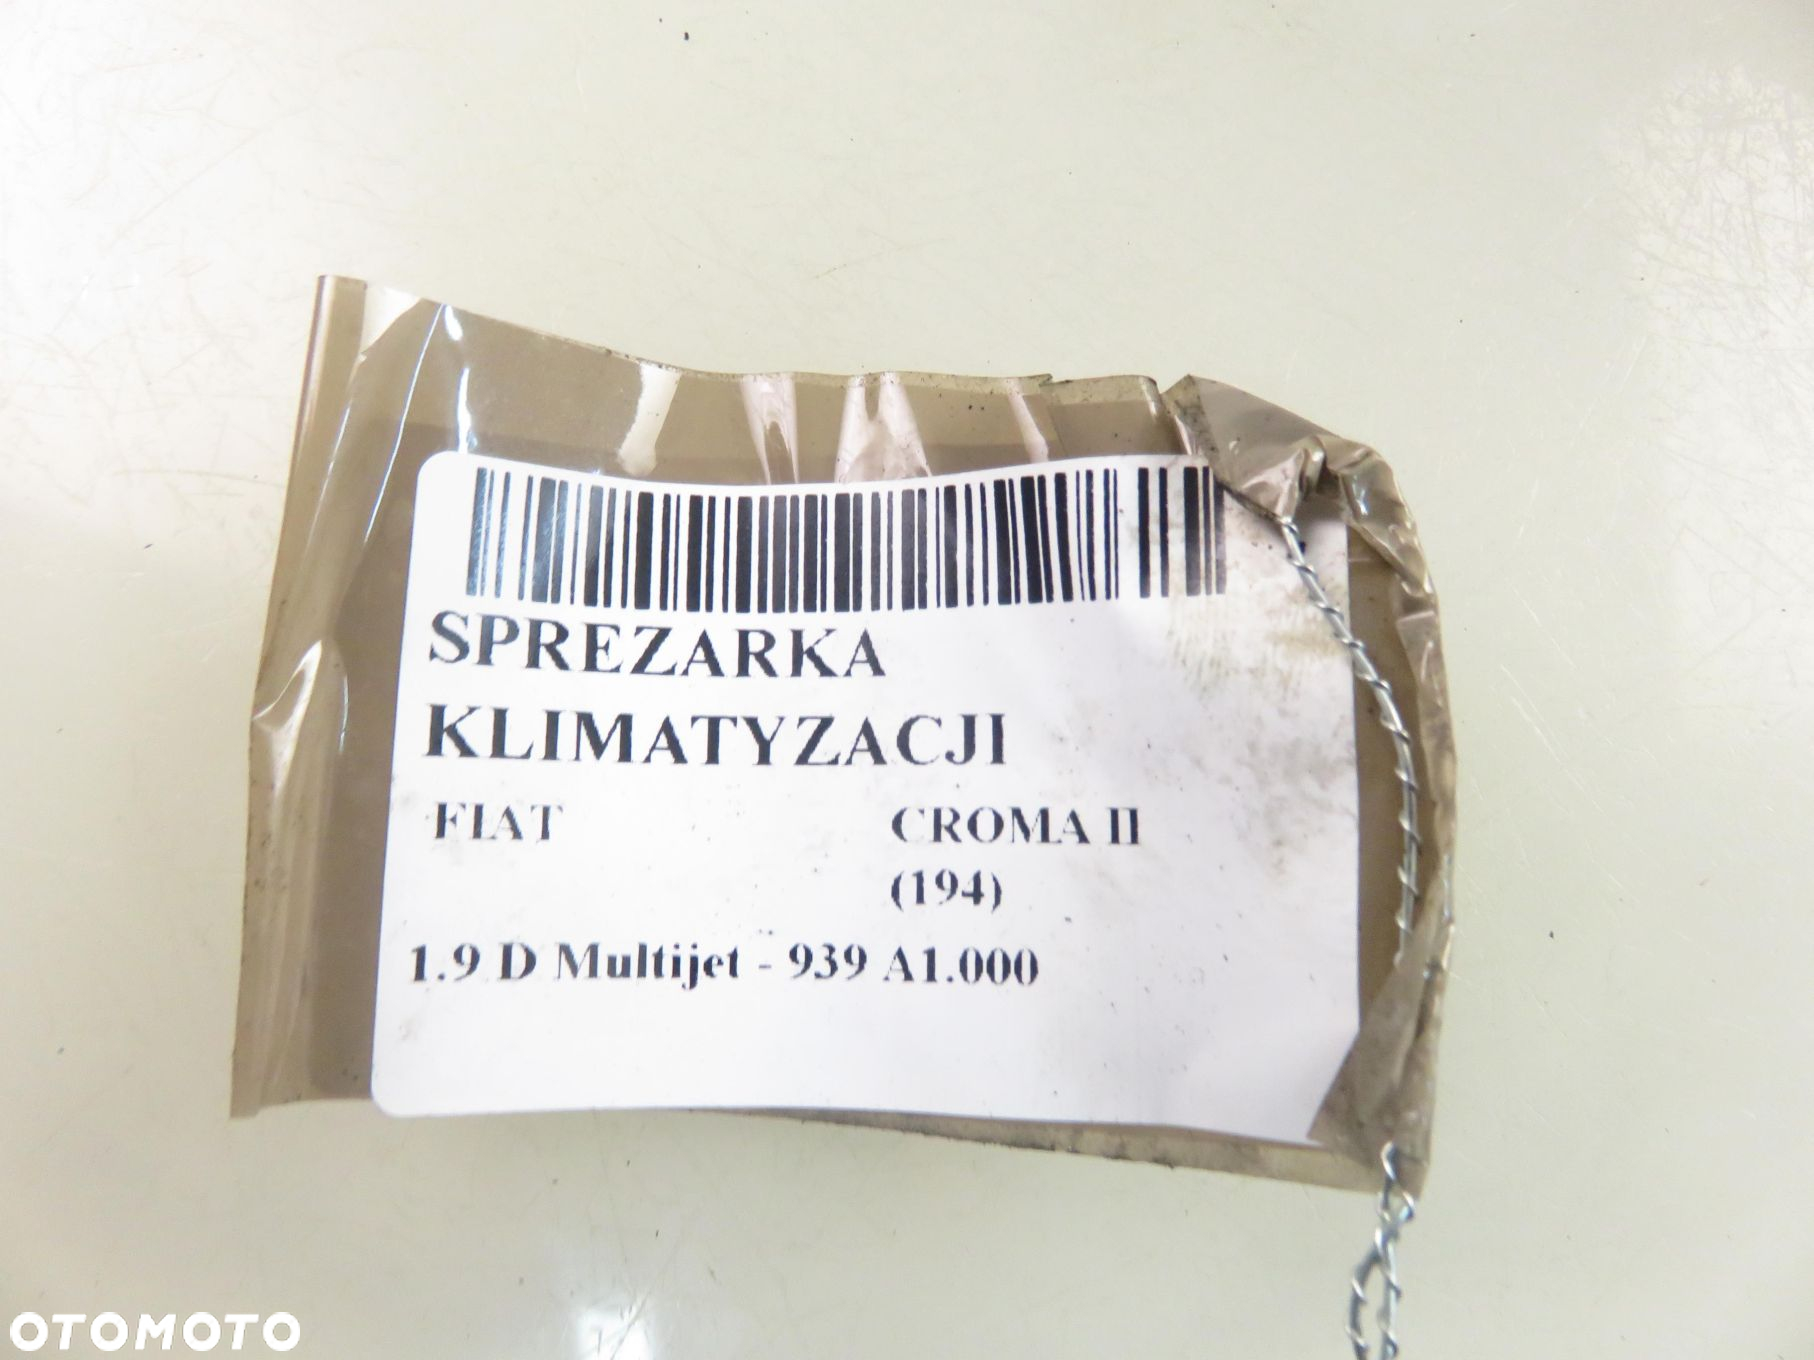 SPREZARKA
KLIMATYZACJI
FIAT CROMA II
(194)
1.9 D Multijet - 939 A1.000
OTOMOTO